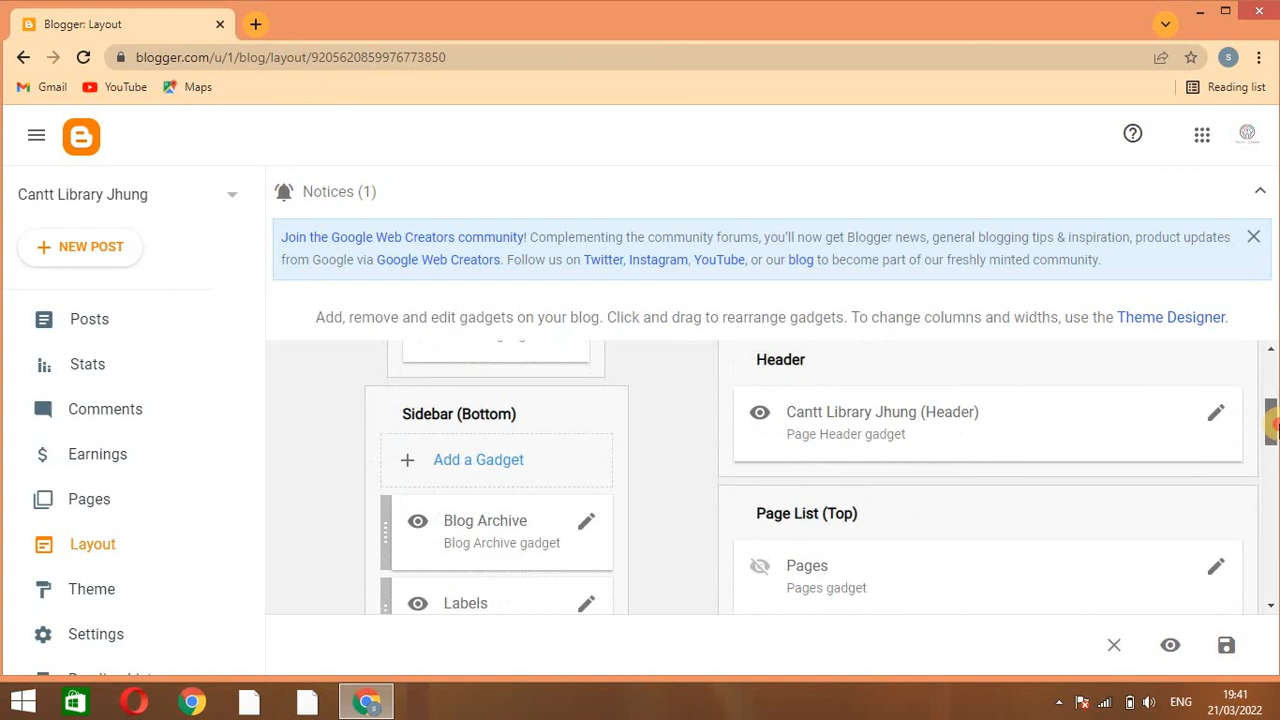 Blogger: Layout
blogger.com/u/1/blog/layout/9205620859976773850
S
Gmail
YouTube
Maps
Reading list
Cantt Library Jhung
NEW POST
Posts
Stats
Comments
Earnings
Pages
Layout
Theme
Settings
Notices (1)
Join the Google Web Creators community! Complementing the community forums, you'll now get Blogger news, general blogging tips & inspiration, product updates
from Google via Google Web Creators. Follow us on Twitter, Instagram, YouTube, or our blog to become part of our freshly minted community.
Add, remove and edit gadgets on your blog. Click and drag to rearrange gadgets. To change columns and widths, use the Theme Designer.
Sidebar (Bottom)
Add a Gadget
Blog Archive
Blog Archive gadget
Labels
Header
Cantt Library Jhung (Header)
Page Header gadget
Page List (Top)
Pages
Pages gadget
ENG
19:41
21/03/2022